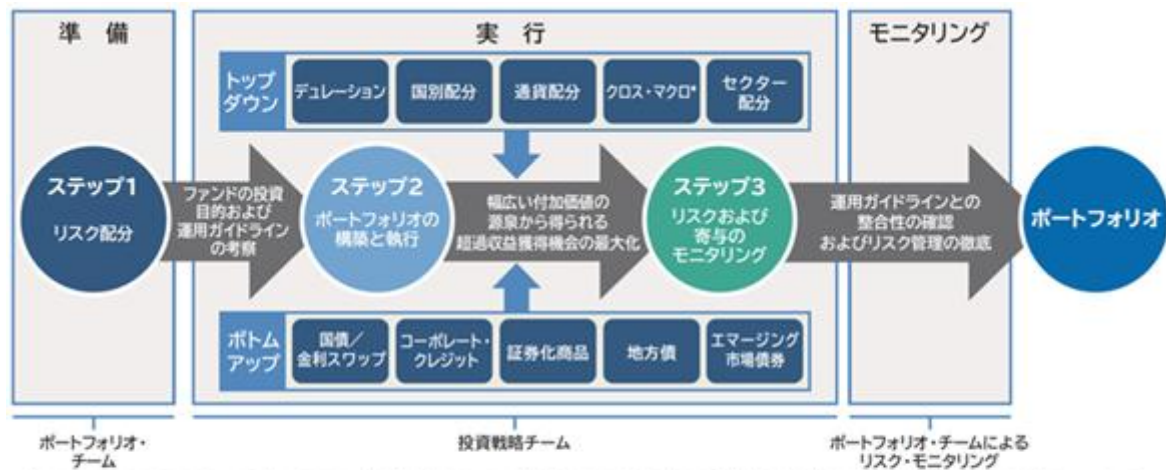 準 備
実 行
モニタリング
トップ
ダウン
デュレーション
国別配分
通貨配分
クロス・マクロ*
セクター
配分
ステップ1
リスク配分
ファンドの投資
目的および
運用ガイドライン
の考察
ステップ2
ポートフォリオの
構築と執行
幅広い付加価値の
源泉から得られる
超過収益獲得機会の最大化
ステップ3
リスクおよび
寄与の
モニタリング
運用ガイドラインとの
整合性の確認
およびリスク管理の徹底
ポートフォリオ
ボトム
アップ
国債／
金利スワップ
コーポレート・
クレジット
証券化商品
地方債
エマージング
市場債券
ポートフォリオ・
チーム
投資戦略チーム
ポートフォリオ・チームによる
リスク・モニタリング